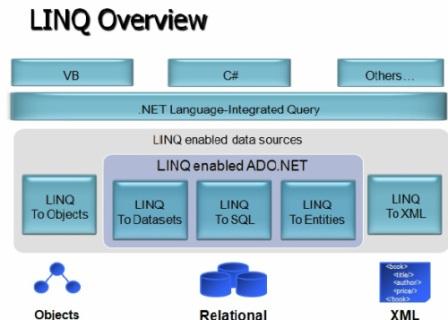 LINQ Overview
VB C# Others...
.NET Language-Integrated Query
LINQ enabled data sources
LINQ enabled ADO.NET
LINQ To Objects
LINQ To Datasets
LINQ To SQL
LINQ To Entities
LINQ To XML
<book>
<title/>
<author/>
<price/>
</book>
Objects Relational XML